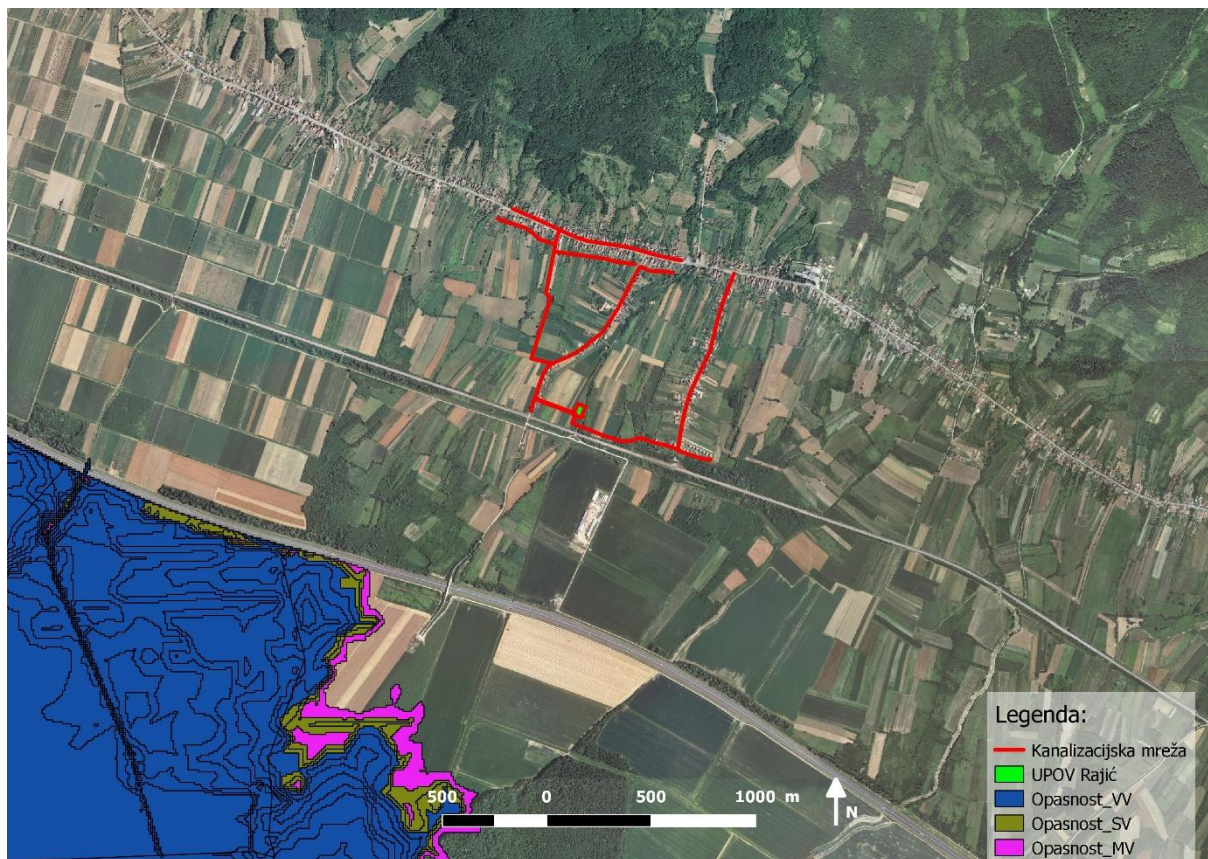 Legenda:
Kanalizacijska mreža
UPOV Rajić
Opasnost_VV
Opasnost_SV
Opasnost_MV
500 0 500 1000 m
N